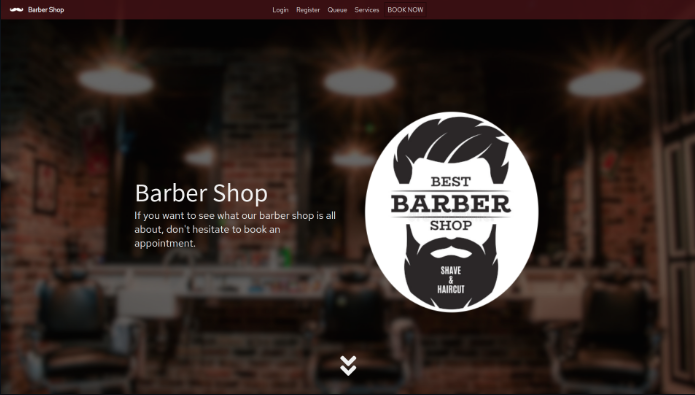 Barber Shop
Login Register Queue Services BOOK NOW
Barber Shop
If you want to see what our barber shop is all
about, don't hesitate to book an
appointment.
BEST
BARBER
SHOP
SHAVE
&
HAIRCUT